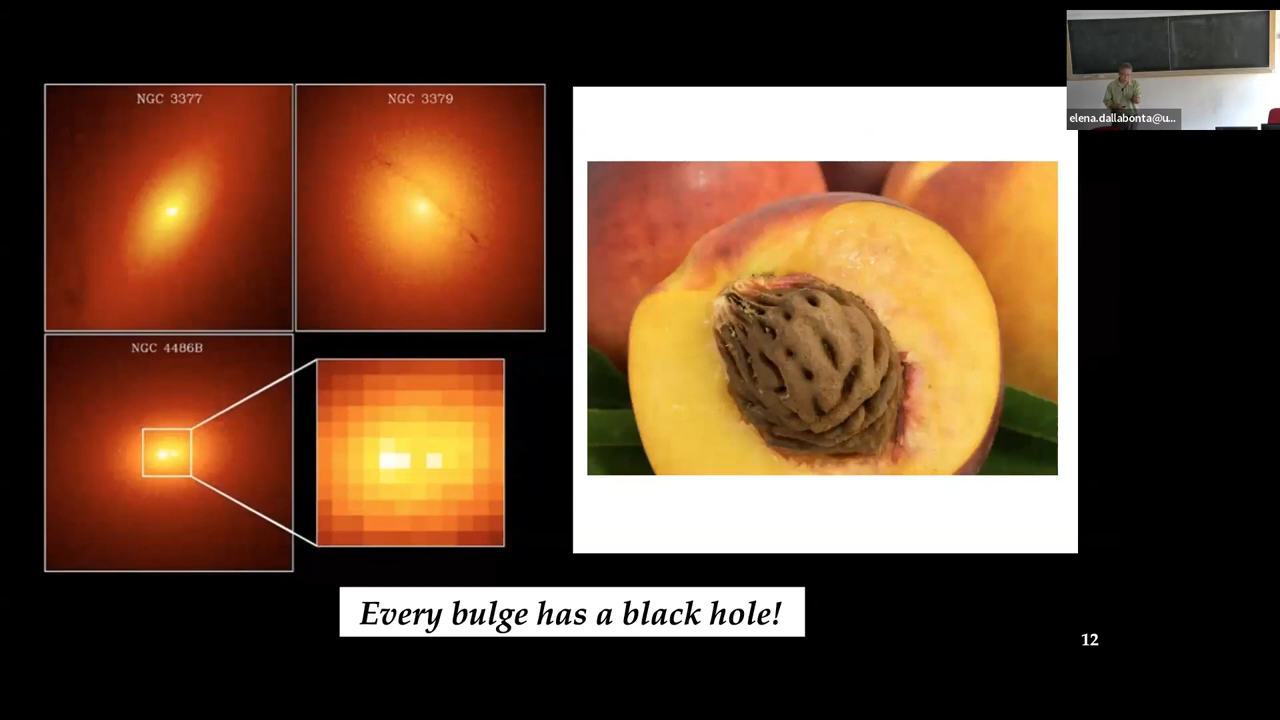 NGC 3377
NGC 3379
elena.dallabonta@u...
NGC 4486B
Every bulge has a black hole!
12